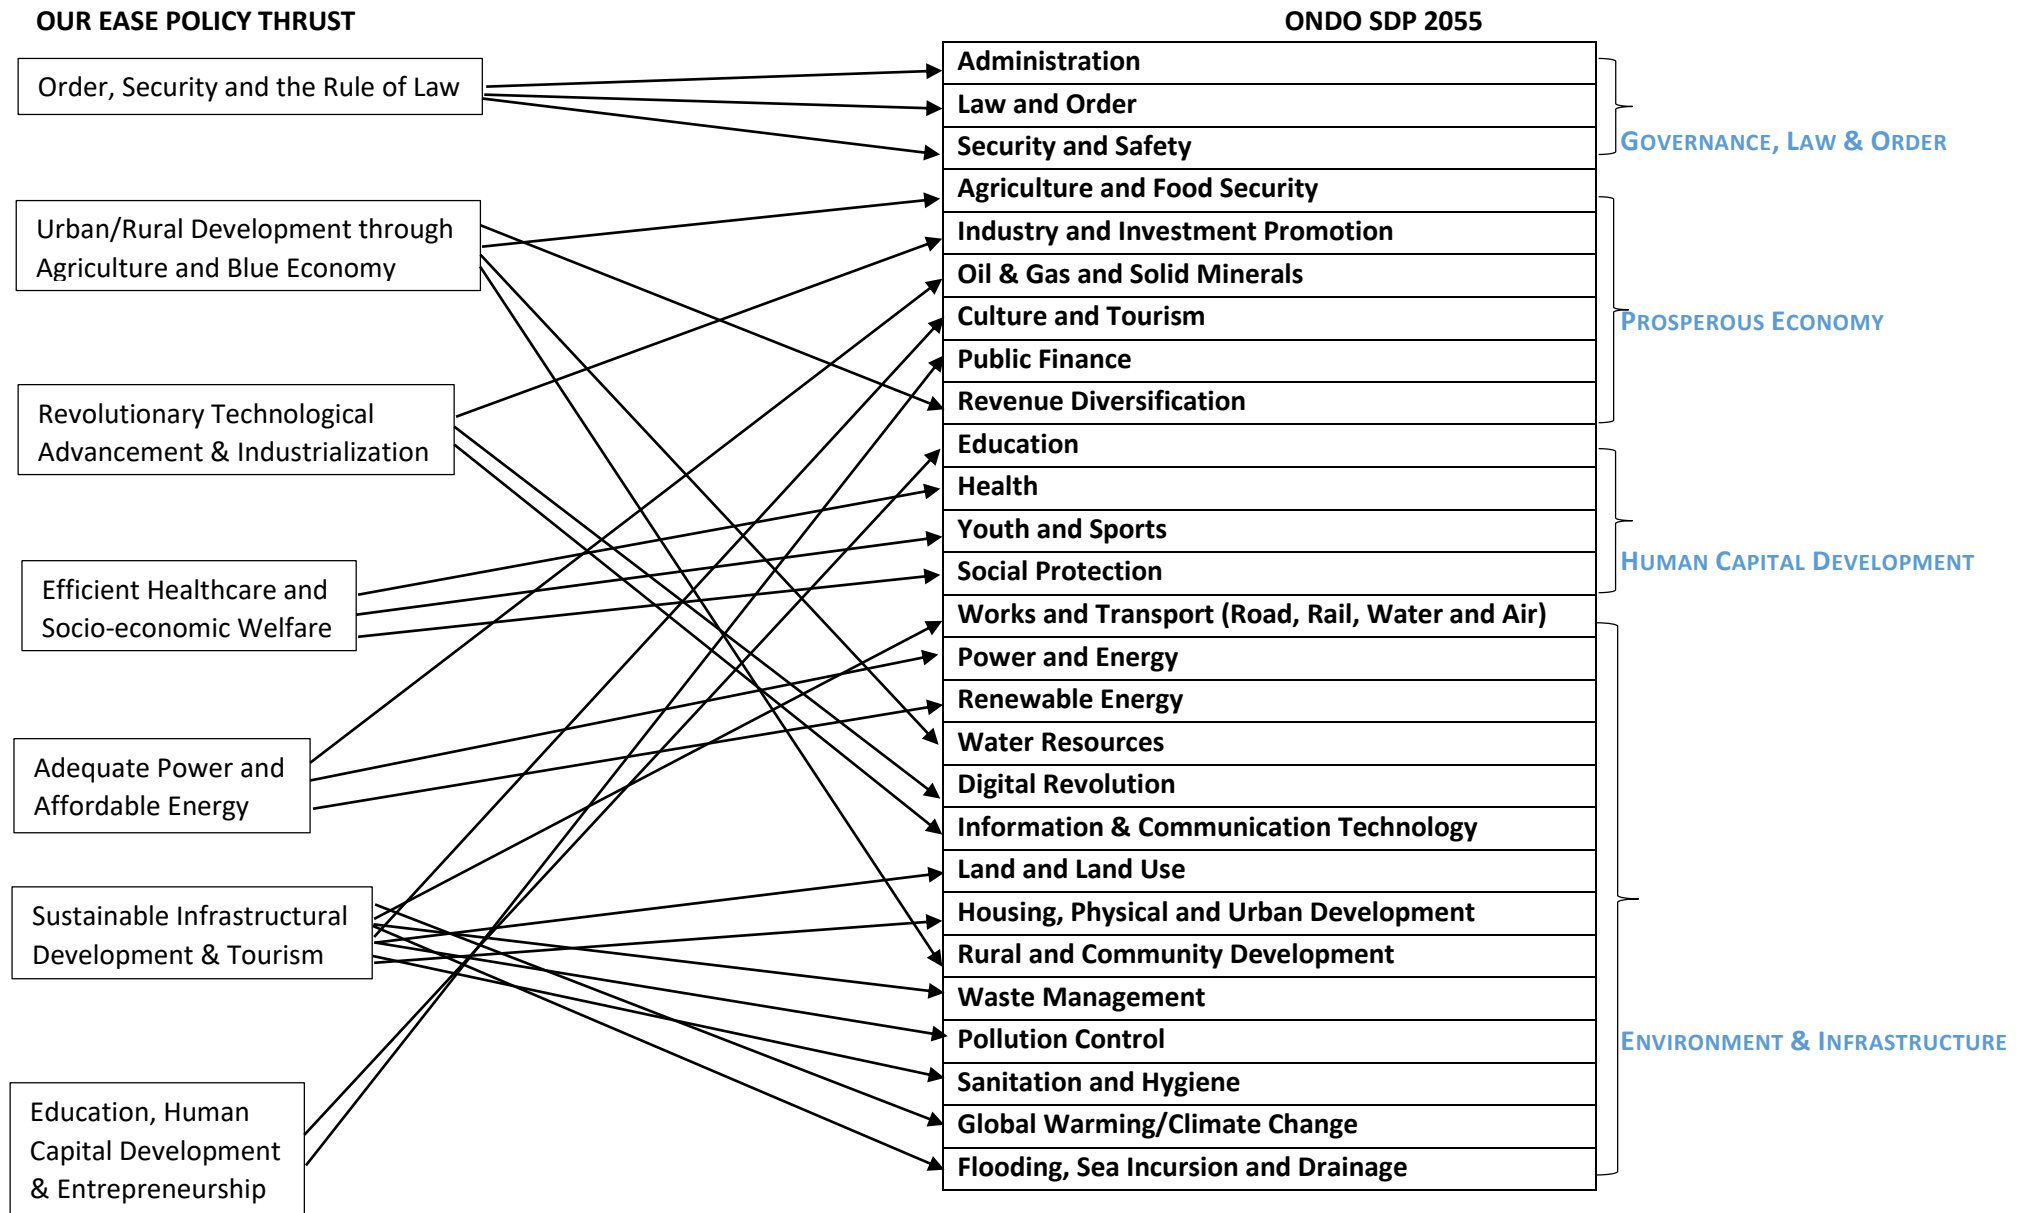 OUR EASE POLICY THRUST
ONDO SDP 2055
Order, Security and the Rule of Law
Urban/Rural Development through
Agriculture and Blue Economy
Revolutionary Technological
Advancement & Industrialization
Efficient Healthcare and
Socio-economic Welfare
Adequate Power and
Affordable Energy
Sustainable Infrastructural
Development & Tourism
Education, Human
Capital Development
& Entrepreneurship
Administration
Law and Order
Security and Safety
Agriculture and Food Security
Industry and Investment Promotion
Oil & Gas and Solid Minerals
Culture and Tourism
Public Finance
Revenue Diversification
Education
Health
Youth and Sports
Social Protection
Works and Transport (Road, Rail, Water and Air)
Power and Energy
Renewable Energy
Water Resources
Digital Revolution
Information & Communication Technology
Land and Land Use
Housing, Physical and Urban Development
Rural and Community Development
Waste Management
Pollution Control
Sanitation and Hygiene
Global Warming/Climate Change
Flooding, Sea Incursion and Drainage
GOVERNANCE, LAW & ORDER
PROSPEROUS ECONOMY
HUMAN CAPITAL DEVELOPMENT
ENVIRONMENT & INFRASTRUCTURE